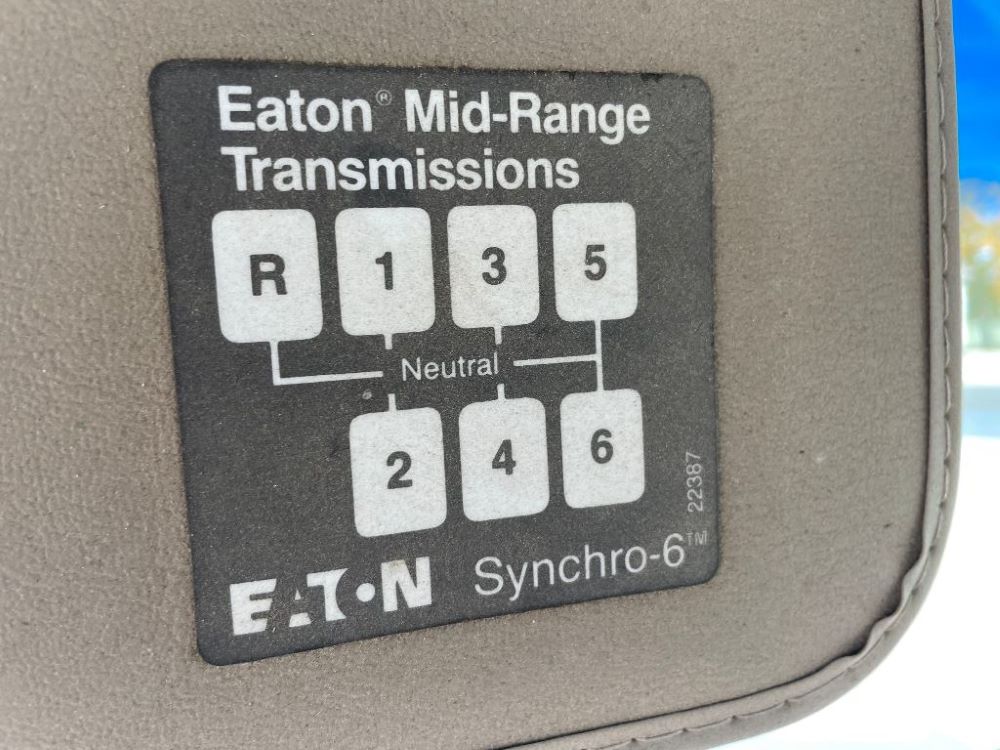 Eaton® Mid-Range
Transmissions
R 1 3 5
Neutral
2 4 6
22387
EATON Synchro-6™